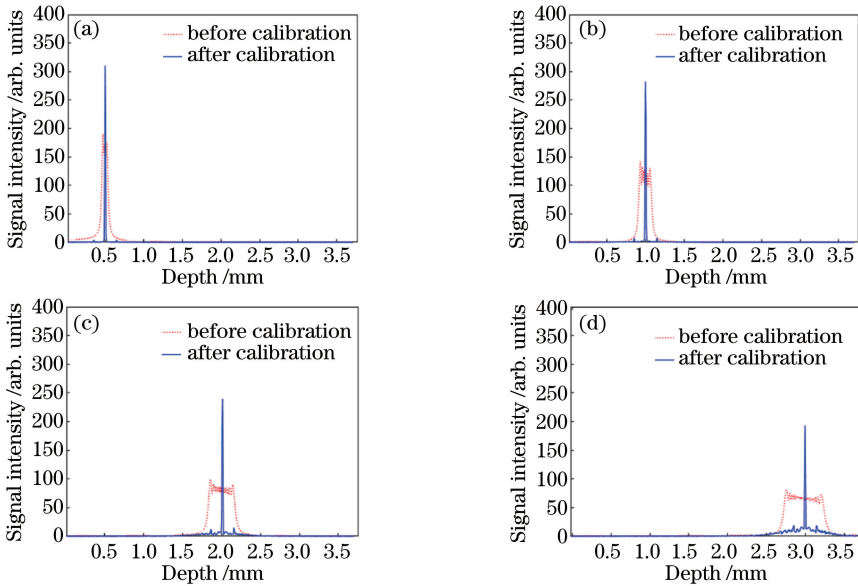 (a)
before calibration
after calibration
Signal intensity /arb. units
400
350
300
250
200
150
100
50
0
0.5 1.0 1.5 2.0 2.5 3.0 3.5
Depth /mm
(b)
before calibration
after calibration
Signal intensity /arb. units
400
350
300
250
200
150
100
50
0
0.5 1.0 1.5 2.0 2.5 3.0 3.5
Depth /mm
(c)
before calibration
after calibration
Signal intensity /arb. units
400
350
300
250
200
150
100
50
0
0.5 1.0 1.5 2.0 2.5 3.0 3.5
Depth /mm
(d)
before calibration
after calibration
Signal intensity /arb. units
400
350
300
250
200
150
100
50
0
0.5 1.0 1.5 2.0 2.5 3.0 3.5
Depth /mm